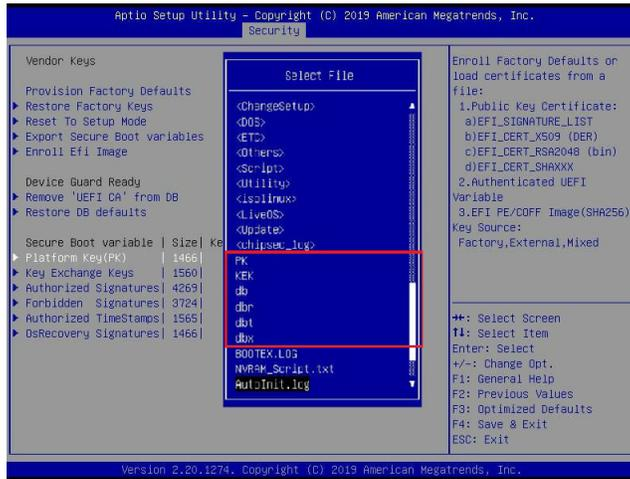 Aptio Setup Utility – Copyright (C) 2019 American Megatrends, Inc.
Security
Vendor Keys
Provision Factory Defaults
Restore Factory Keys
Reset To Setup Mode
Export Secure Boot variables
Enroll Efi Image
Device Guard Ready
Remove 'UEFI CA' from DB
Restore DB defaults
Secure Boot variable | Size| Ke
Platform Key(PK) | 1466|
Key Exchange Keys | 1560|
Authorized Signatures| 4269|
Forbidden Signatures| 3724|
Authorized TimeStamps| 1565|
OsRecovery Signatures| 1466|
Select File
<ChangeSetup>
<DOS>
<ETC>
<Others>
<Script>
<Utility>
<isolinux>
<LiveOS>
<Update>
<chipsec_log>
PK
KEK
db
dbr
dbt
dbx
BOOTEX.LOG
NVRAM_Script.txt
AutoInit.log
Enroll Factory Defaults or
load certificates from a
file:
1.Public Key Certificate:
a)EFI_SIGNATURE_LIST
b)EFI_CERT_X509 (DER)
c)EFI_CERT_RSA2048 (bin)
d)EFI_CERT_SHAXXX
2.Authenticated UEFI
Variable
3.EFI PE/COFF Image(SHA256)
Key Source:
Factory,External,Mixed
→←: Select Screen
↑↓: Select Item
Enter: Select
+/-: Change Opt.
F1: General Help
F2: Previous Values
F3: Optimized Defaults
F4: Save & Exit
ESC: Exit
Version 2.20.1274. Copyright (C) 2019 American Megatrends, Inc.